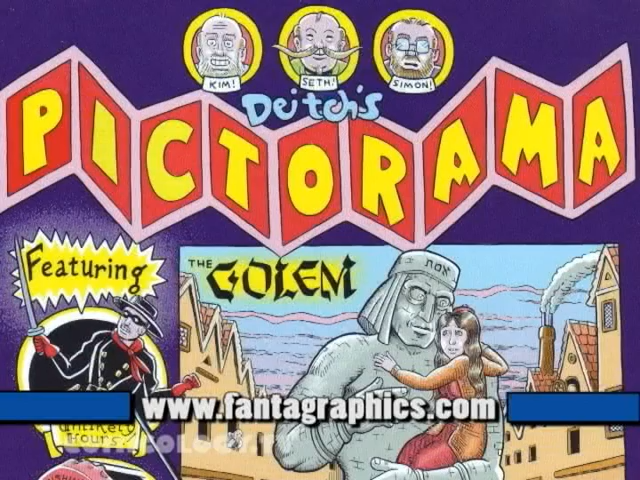 KIM!
SETH!
SIMON!
Deitch's
PICTORAMA
Featuring
THE GOLEM
אמת
www.fantagraphics.com
Unlikely
Hours!